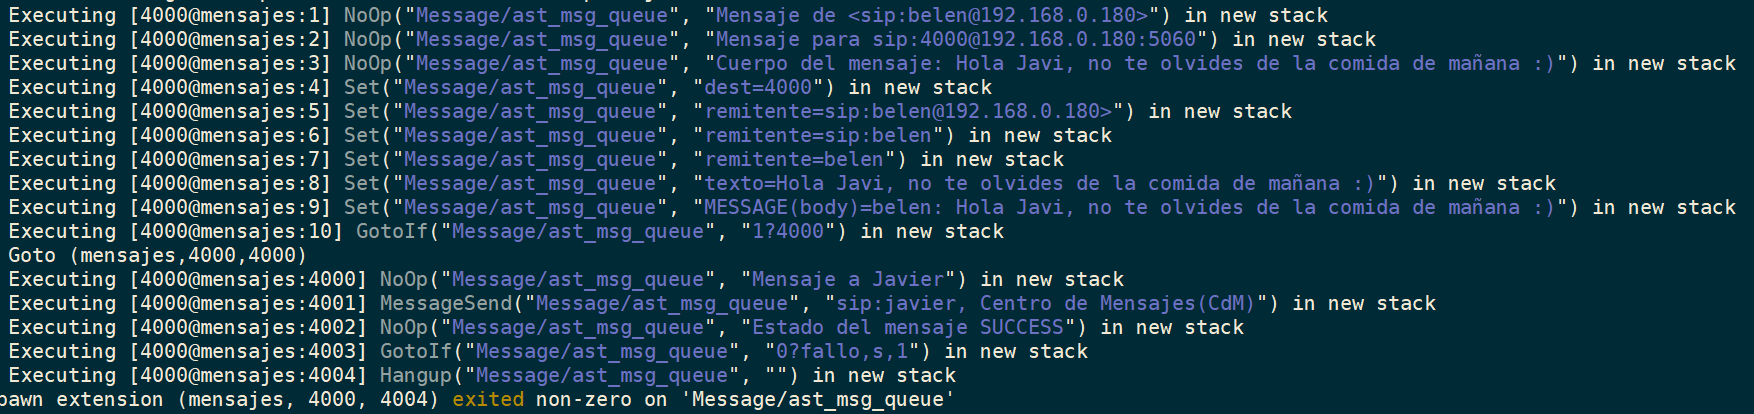 Executing [4000@mensajes:1] NoOp("Message/ast_msg_queue", "Mensaje de <sip:belen@192.168.0.180>") in new stack
Executing [4000@mensajes:2] NoOp("Message/ast_msg_queue", "Mensaje para sip:4000@192.168.0.180:5060") in new stack
Executing [4000@mensajes:3] NoOp("Message/ast_msg_queue", "Cuerpo del mensaje: Hola Javi, no te olvides de la comida de mañana :)") in new stack
Executing [4000@mensajes:4] Set("Message/ast_msg_queue", "dest=4000") in new stack
Executing [4000@mensajes:5] Set("Message/ast_msg_queue", "remitente=sip:belen@192.168.0.180>") in new stack
Executing [4000@mensajes:6] Set("Message/ast_msg_queue", "remitente=sip:belen") in new stack
Executing [4000@mensajes:7] Set("Message/ast_msg_queue", "remitente=belen") in new stack
Executing [4000@mensajes:8] Set("Message/ast_msg_queue", "texto=Hola Javi, no te olvides de la comida de mañana :)") in new stack
Executing [4000@mensajes:9] Set("Message/ast_msg_queue", "MESSAGE(body)=belen: Hola Javi, no te olvides de la comida de mañana :)") in new stack
Executing [4000@mensajes:10] GotoIf("Message/ast_msg_queue", "1?4000") in new stack
Goto (mensajes,4000,4000)
Executing [4000@mensajes:4000] NoOp("Message/ast_msg_queue", "Mensaje a Javier") in new stack
Executing [4000@mensajes:4001] MessageSend("Message/ast_msg_queue", "sip:javier, Centro de Mensajes(CdM)") in new stack
Executing [4000@mensajes:4002] NoOp("Message/ast_msg_queue", "Estado del mensaje SUCCESS") in new stack
Executing [4000@mensajes:4003] GotoIf("Message/ast_msg_queue", "0?fallo,s,1") in new stack
Executing [4000@mensajes:4004] Hangup("Message/ast_msg_queue", "") in new stack
pawn extension (mensajes, 4000, 4004) exited non-zero on 'Message/ast_msg_queue'